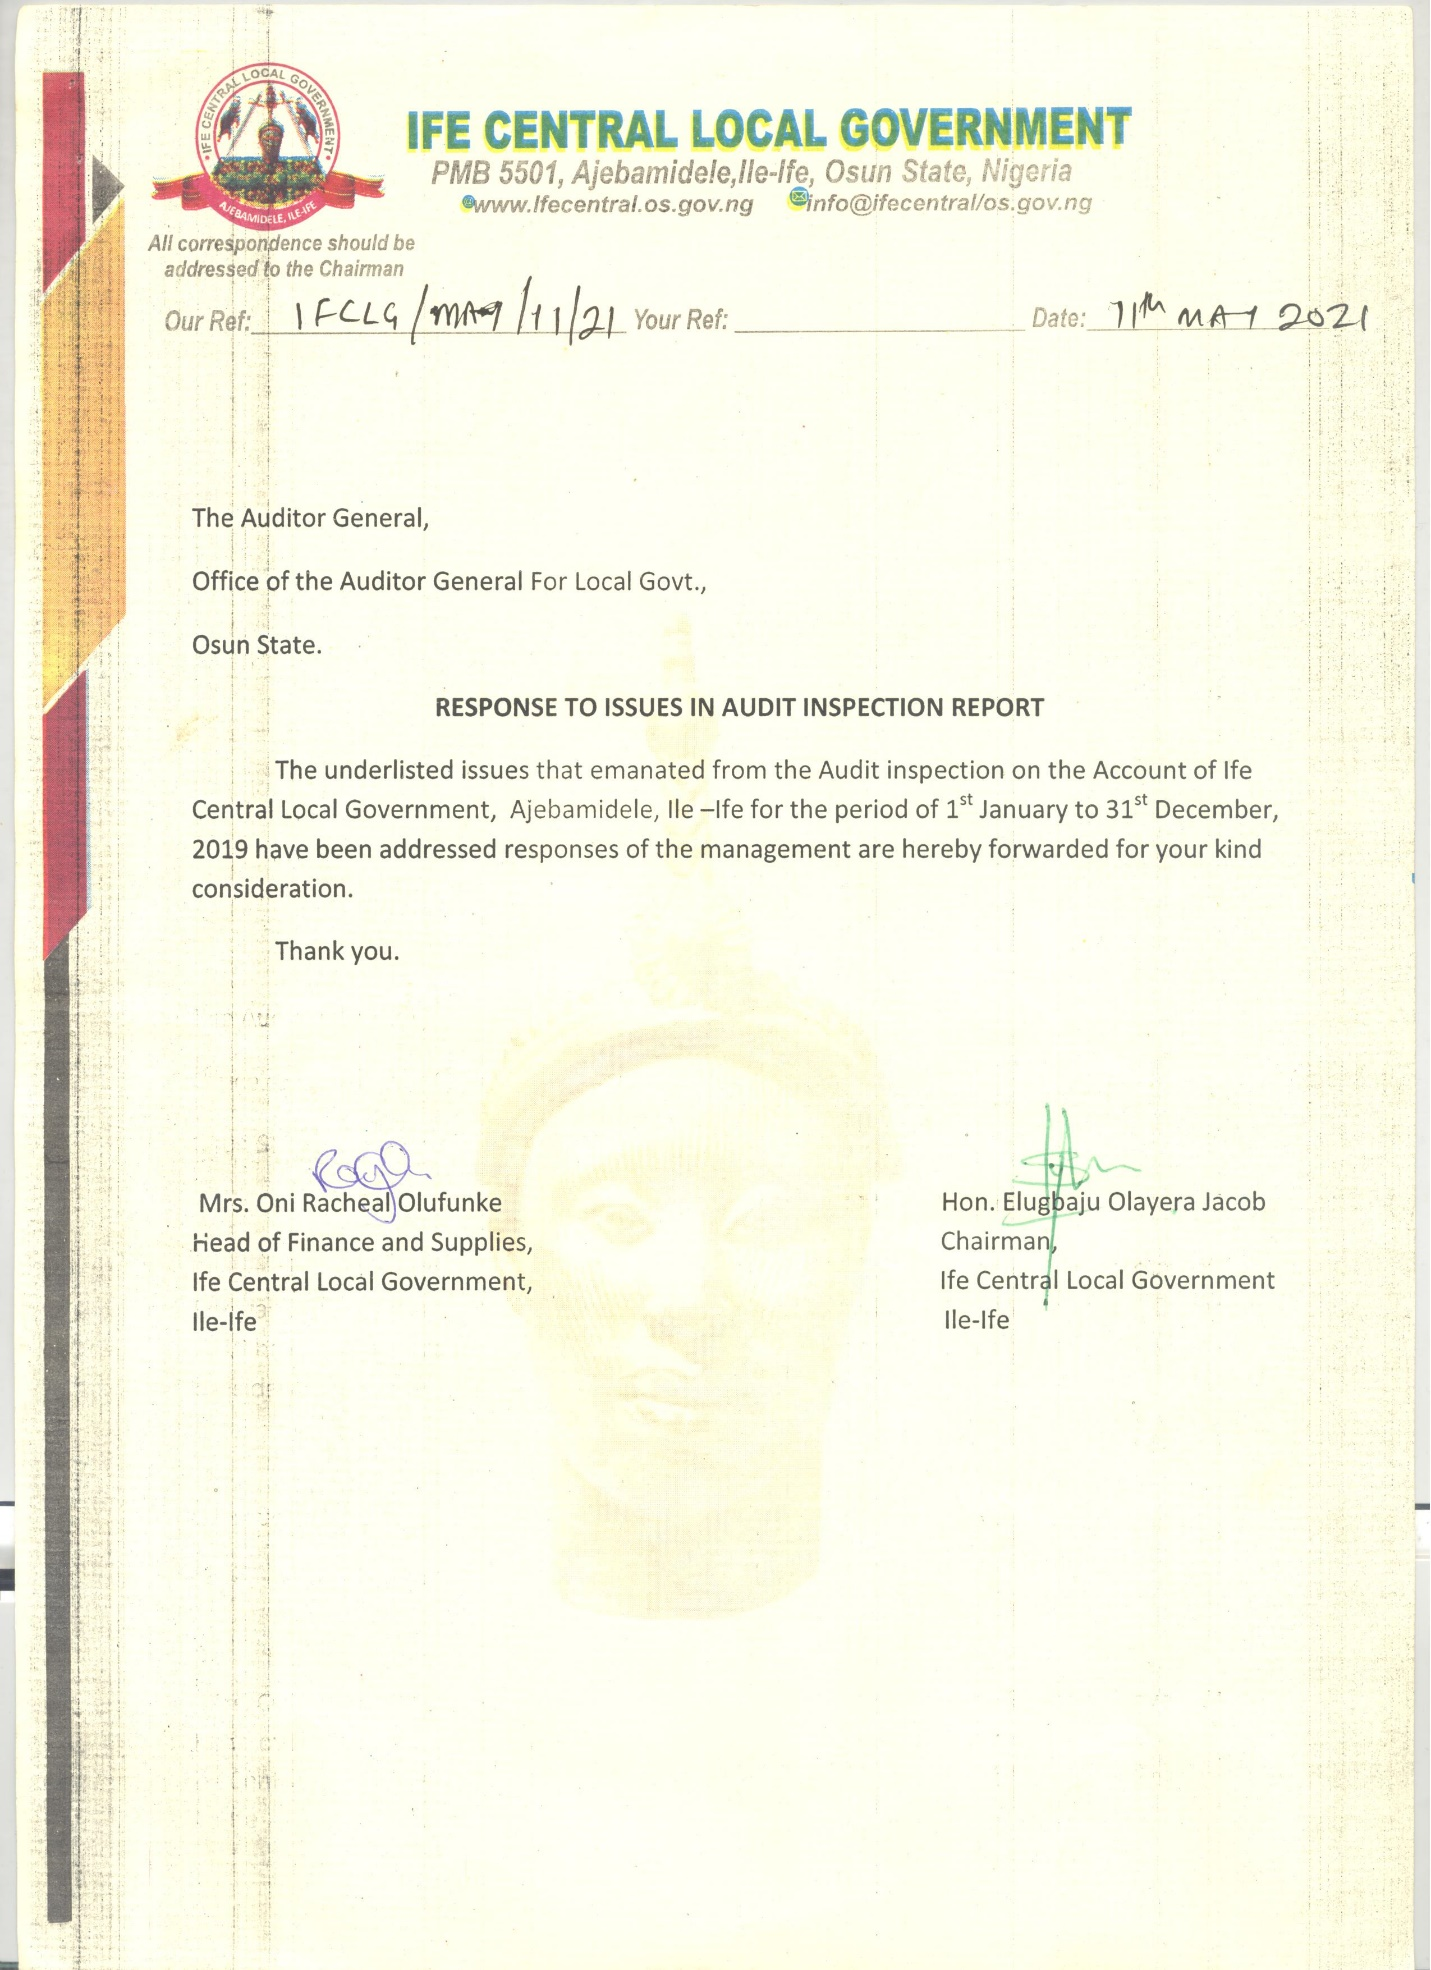 IFE CENTRAL LOCAL GOVERNMENT
AJEBAMIDELE, ILE-IFE
IFE CENTRAL LOCAL GOVERNMENT
PMB 5501, Ajebamidele,Ile-Ife, Osun State, Nigeria
www.Ifecentral.os.gov.ng info@ifecentral/os.gov.ng
All correspondence should be
addressed to the Chairman
Our Ref: IFCLG/MAY/11/21 Your Ref: Date: 11th MAY 2021
The Auditor General,
Office of the Auditor General For Local Govt.,
Osun State.
RESPONSE TO ISSUES IN AUDIT INSPECTION REPORT
The underlisted issues that emanated from the Audit inspection on the Account of Ife
Central Local Government, Ajebamidele, Ile –Ife for the period of 1st January to 31st December,
2019 have been addressed responses of the management are hereby forwarded for your kind
consideration.
Thank you.
Mrs. Oni Racheal Olufunke Hon. Elugbaju Olayera Jacob
Head of Finance and Supplies, Chairman,
Ife Central Local Government, Ife Central Local Government
Ile-Ife Ile-Ife